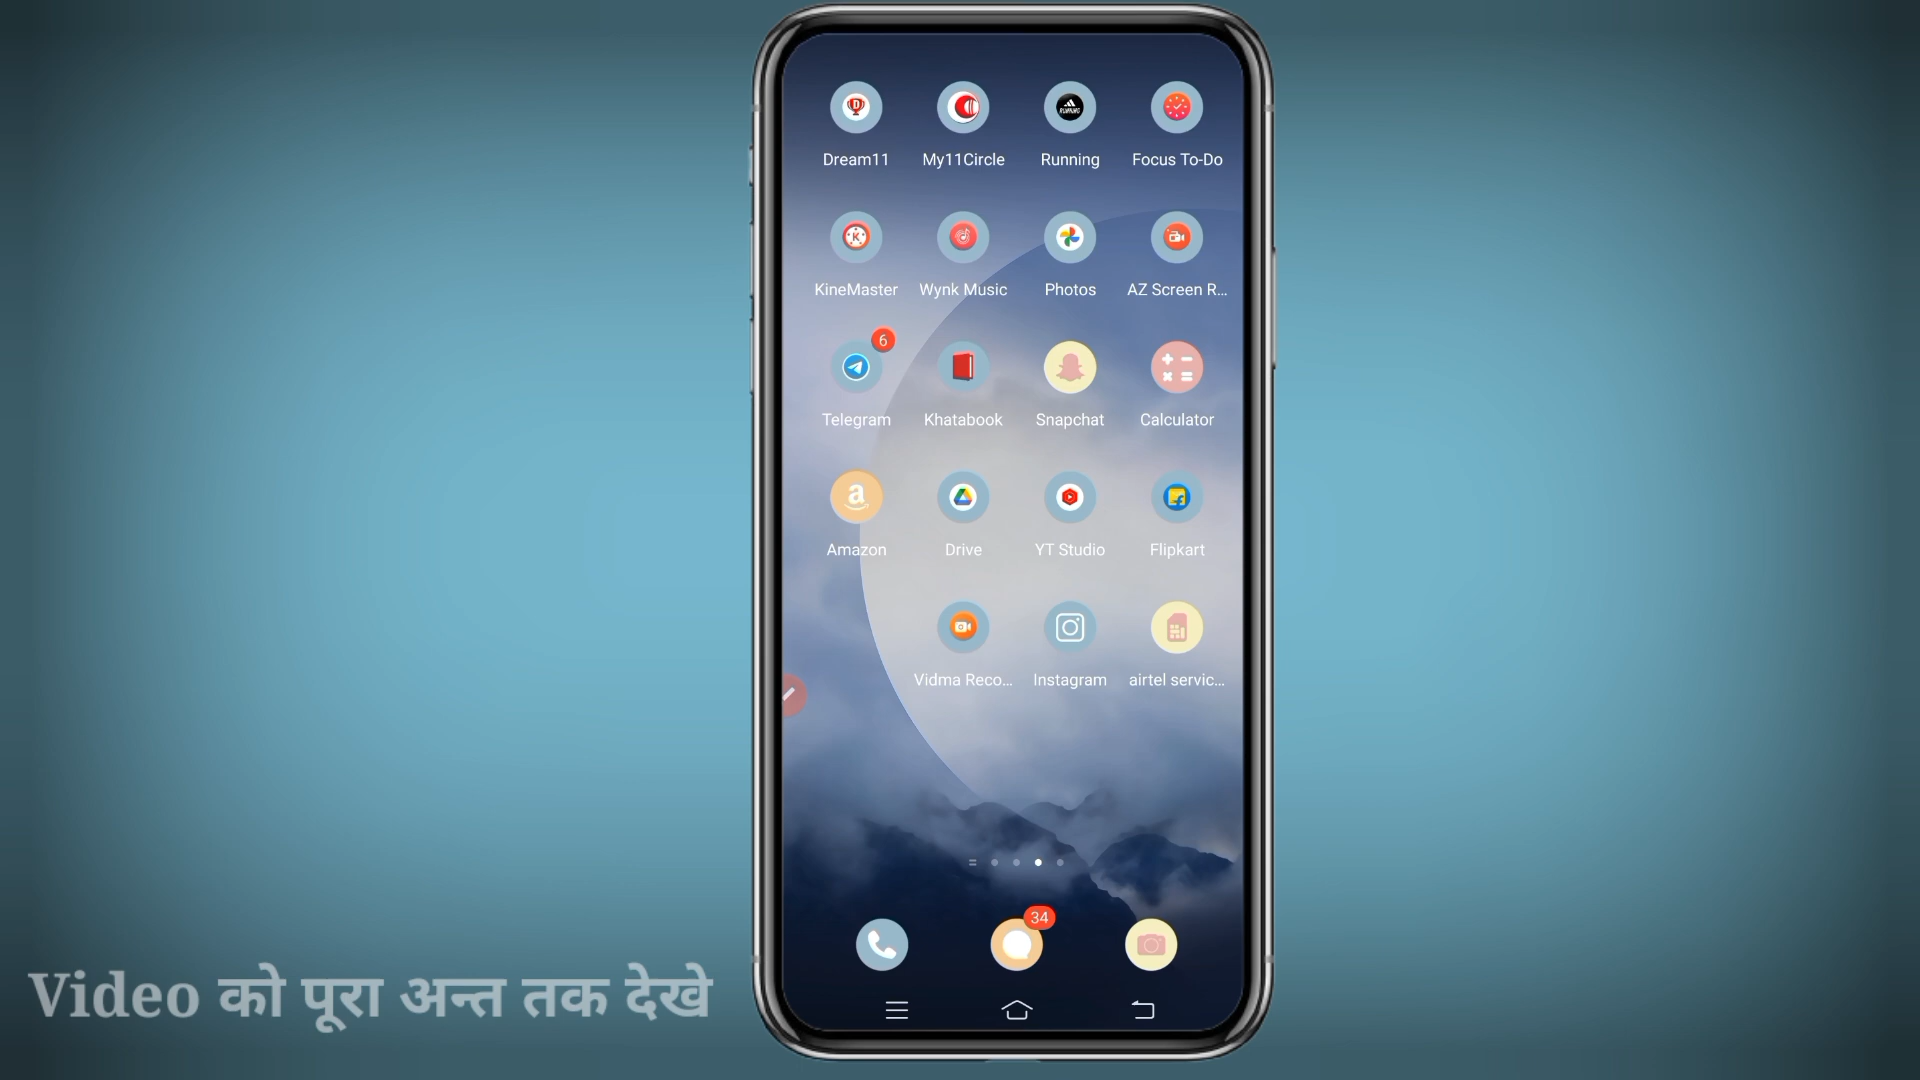 Dream11 My11Circle Running Focus To-Do
KineMaster Wynk Music Photos AZ Screen R...
6
Telegram Khatabook Snapchat Calculator
Amazon Drive YT Studio Flipkart
Vidma Reco... Instagram airtel servic...
34
Video को पूरा अन्त तक देखे